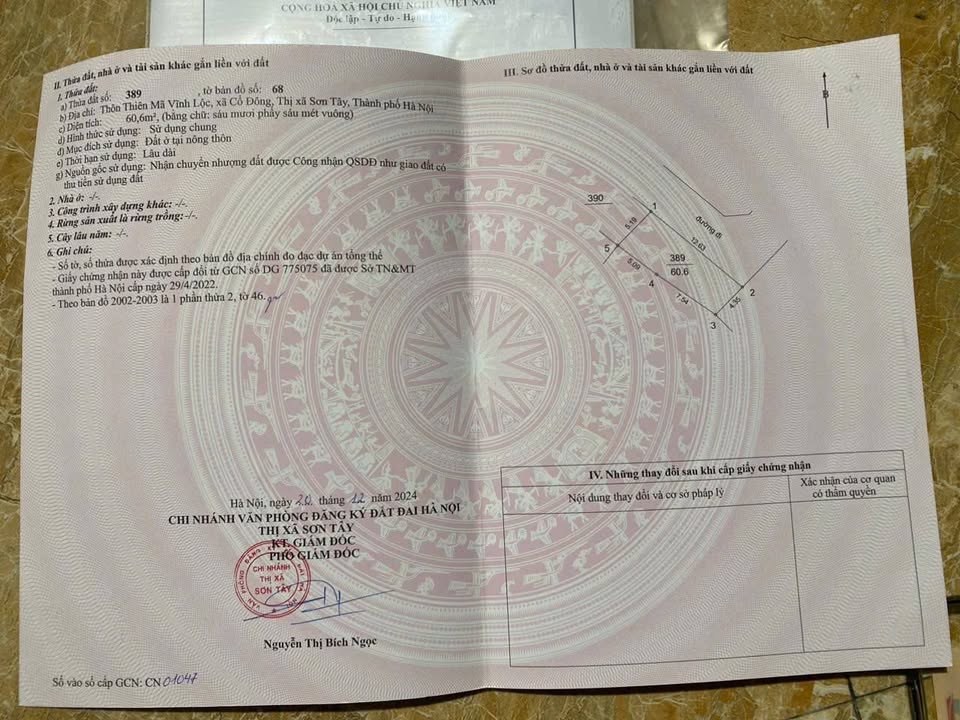 CỘNG HOÀ XÃ HỘI CHỦ NGHĨA VIỆT NAM
Độc lập - Tự do - Hạnh
II. Thửa đất, nhà ở và tài sản khác gắn liền với đất
1. Thửa đất:
a) Thửa đất số: 389 , tờ bản đồ số: 68
b) Địa chỉ: Thôn Thiên Mã Vĩnh Lộc, xã Cổ Đông, Thị xã Sơn Tây, Thành phố Hà Nội
c) Diện tích: 60,6m², (bằng chữ: sáu mươi phẩy sáu mét vuông)
d) Hình thức sử dụng: Sử dụng chung
đ) Mục đích sử dụng: Đất ở tại nông thôn
e) Thời hạn sử dụng: Lâu dài
g) Nguồn gốc sử dụng: Nhận chuyển nhượng đất được Công nhận QSDĐ như giao đất có
thu tiền sử dụng đất
2. Nhà ở: -/-.
3. Công trình xây dựng khác: -/-.
4. Rừng sản xuất là rừng trồng:-/-.
5. Cây lâu năm: -/-.
6. Ghi chú:
- Số tờ, số thửa được xác định theo bản đồ địa chính đo đạc dự án tổng thể
- Giấy chứng nhận này được cấp đổi từ GCN số DG 775075 đã được Sở TN&MT
thành phố Hà Nội cấp ngày 29/4/2022.
- Theo bản đồ 2002-2003 là 1 phần thửa 2, tờ 46.
Hà Nội, ngày 20 tháng 12 năm 2024
CHI NHÁNH VĂN PHÒNG ĐĂNG KÝ ĐẤT ĐAI HÀ NỘI
THỊ XÃ SƠN TÂY
KT. GIÁM ĐỐC
PHÓ GIÁM ĐỐC
CHI NHÁNH
THỊ XÃ
SƠN TÂY
Nguyễn Thị Bích Ngọc
Số vào sổ cấp GCN: CN 01047
III. Sơ đồ thửa đất, nhà ở và tài sản khác gắn liền với đất
B
390
1
đường đi
5.19
12.63
5
389
60.6
5.09
4
7.54
2
4.35
3
IV. Những thay đổi sau khi cấp giấy chứng nhận
Nội dung thay đổi và cơ sở pháp lý
Xác nhận của cơ quan
có thẩm quyền